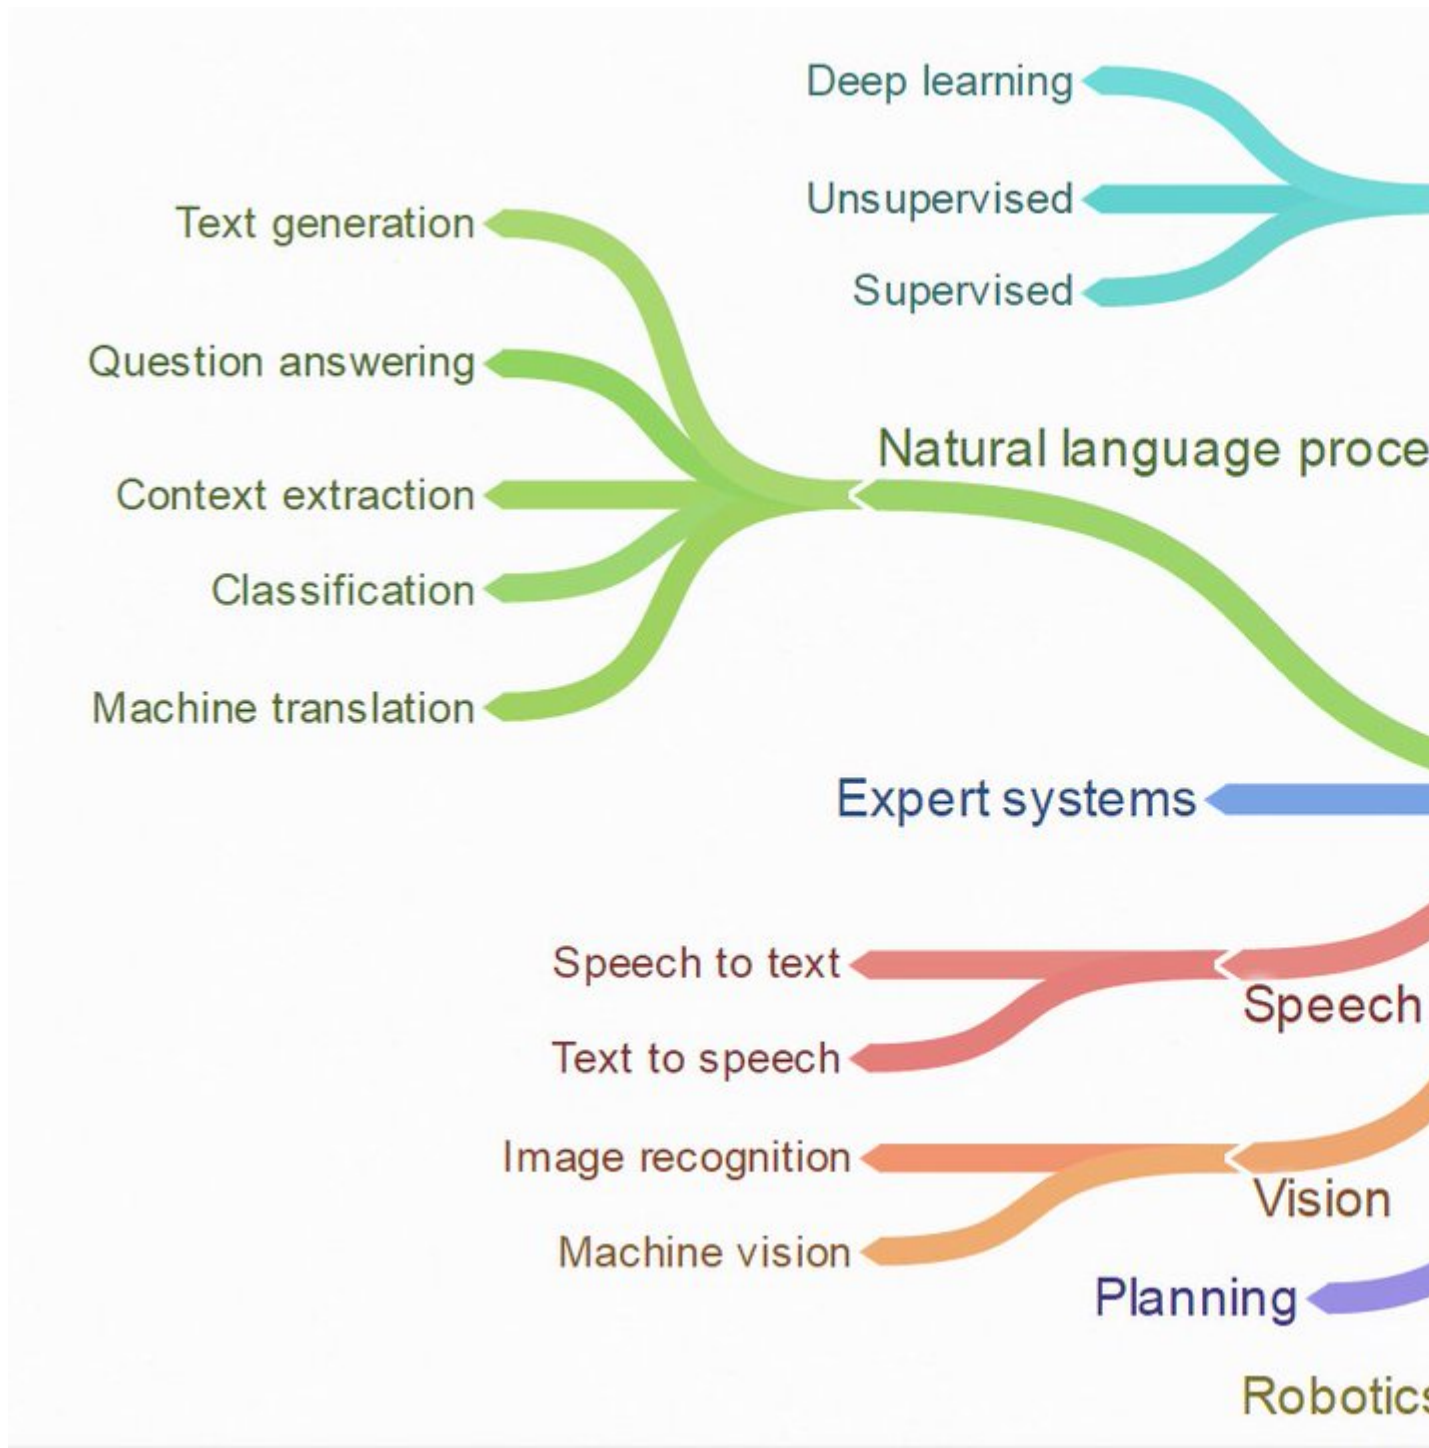 Deep learning
Unsupervised
Supervised
Text generation
Question answering
Context extraction
Classification
Machine translation
Natural language proce
Expert systems
Speech to text
Text to speech
Speech
Image recognition
Machine vision
Vision
Planning
Robotics